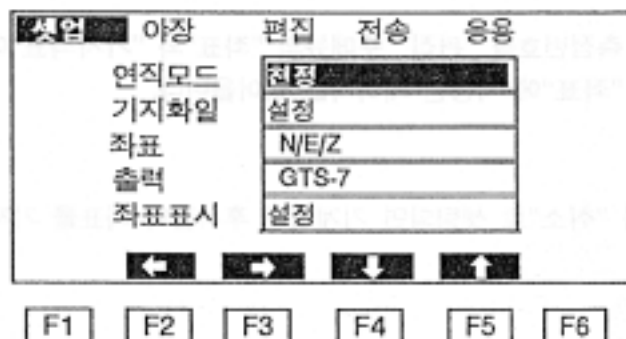 셋업 야장 편집 전송 응용
연직모드 천정
기지화일 설정
좌표 N/E/Z
출력 GTS-7
좌표표시 설정
← → ↓ ↑
F1 F2 F3 F4 F5 F6